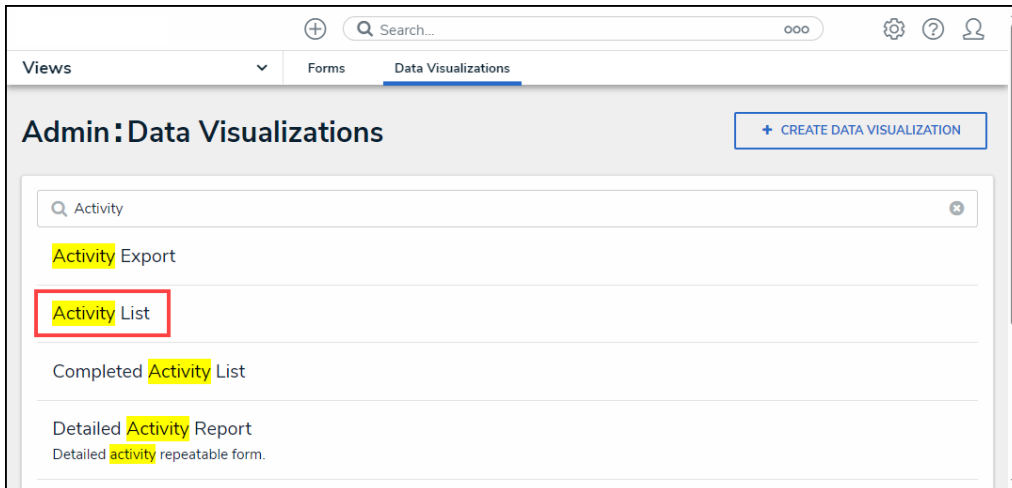 Search...
Views
Forms
Data Visualizations
Admin:Data Visualizations
+ CREATE DATA VISUALIZATION
Activity
Activity Export
Activity List
Completed Activity List
Detailed Activity Report
Detailed activity repeatable form.